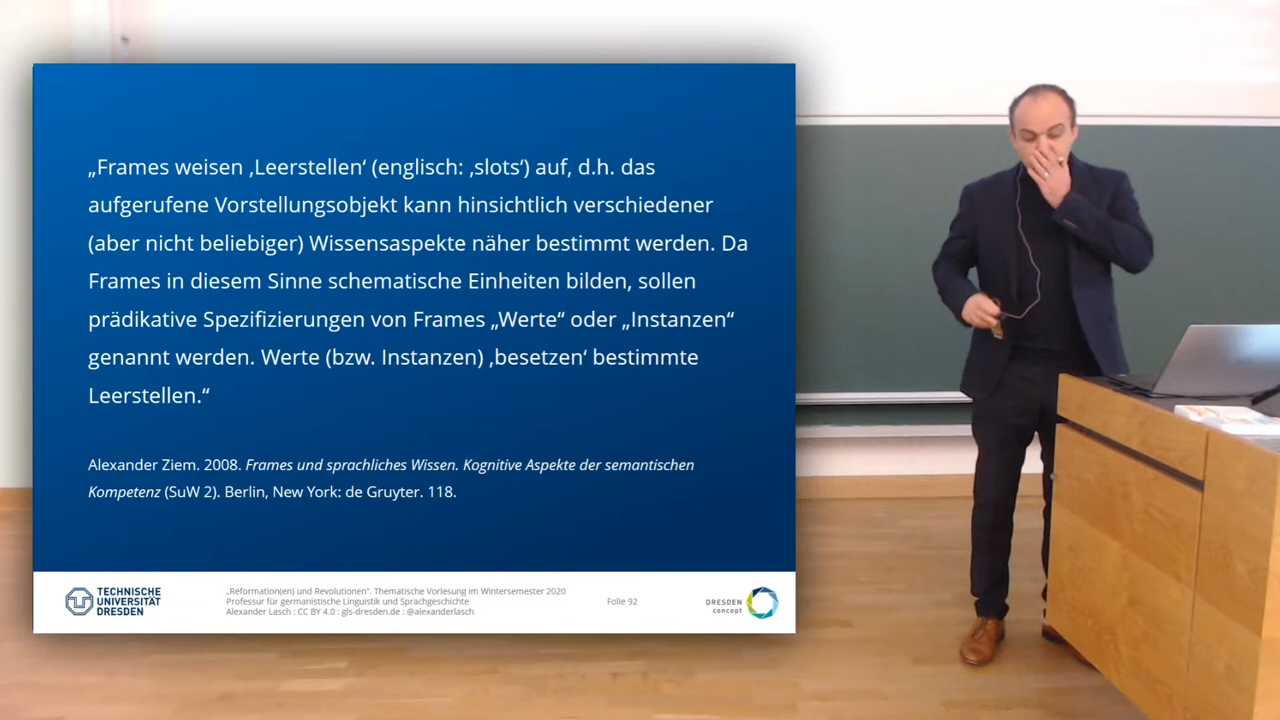 „Frames weisen ‚Leerstellen‘ (englisch: ‚slots‘) auf, d.h. das
aufgerufene Vorstellungsobjekt kann hinsichtlich verschiedener
(aber nicht beliebiger) Wissensaspekte näher bestimmt werden. Da
Frames in diesem Sinne schematische Einheiten bilden, sollen
prädikative Spezifizierungen von Frames „Werte“ oder „Instanzen“
genannt werden. Werte (bzw. Instanzen) ‚besetzen‘ bestimmte
Leerstellen.“
Alexander Ziem. 2008. Frames und sprachliches Wissen. Kognitive Aspekte der semantischen
Kompetenz (SuW 2). Berlin, New York: de Gruyter. 118.
TECHNISCHE
UNIVERSITÄT
DRESDEN
„Reformation(en) und Revolutionen“. Thematische Vorlesung im Wintersemester 2020
Professur für germanistische Linguistik und Sprachgeschichte
Alexander Lasch : CC BY 4.0 : gls-dresden.de : @alexanderlasch
Folie 92
DRESDEN
concept